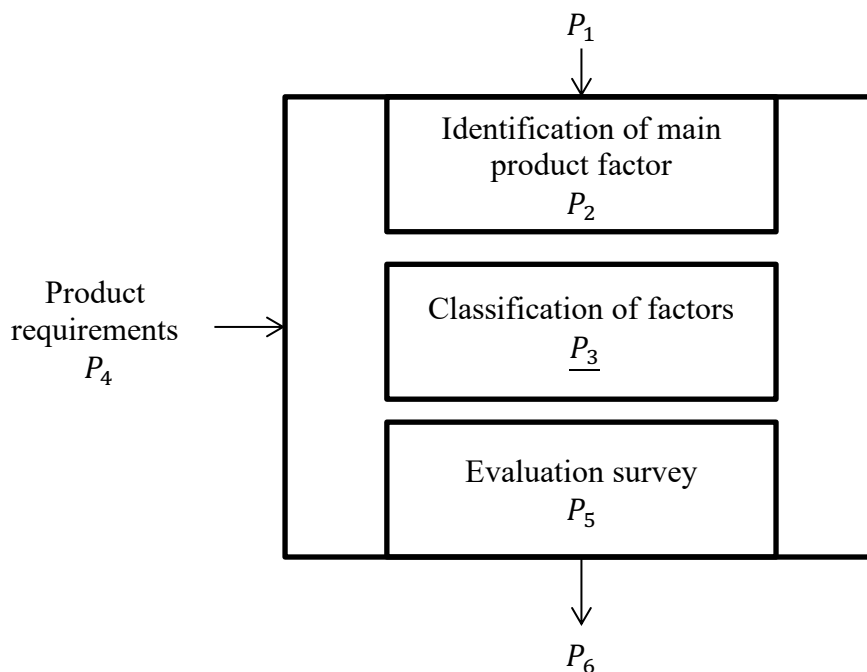 P₁
Identification of main
product factor
P₂
Product
requirements
P₄
Classification of factors
P₃
Evaluation survey
P₅
P₆